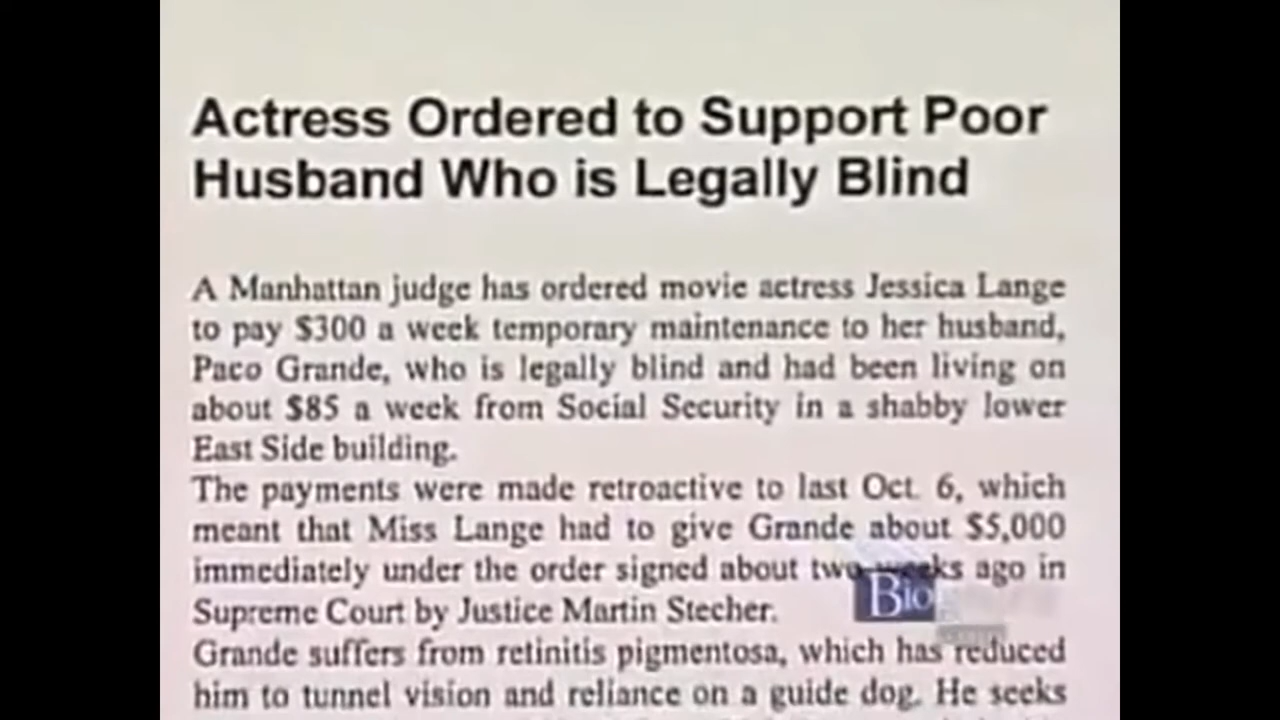 Actress Ordered to Support Poor
Husband Who is Legally Blind
A Manhattan judge has ordered movie actress Jessica Lange
to pay $300 a week temporary maintenance to her husband,
Paco Grande, who is legally blind and had been living on
about $85 a week from Social Security in a shabby lower
East Side building.
The payments were made retroactive to last Oct. 6, which
meant that Miss Lange had to give Grande about $5,000
immediately under the order signed about two weeks ago in
Supreme Court by Justice Martin Stecher.
Bio
Grande suffers from retinitis pigmentosa, which has reduced
him to tunnel vision and reliance on a guide dog. He seeks